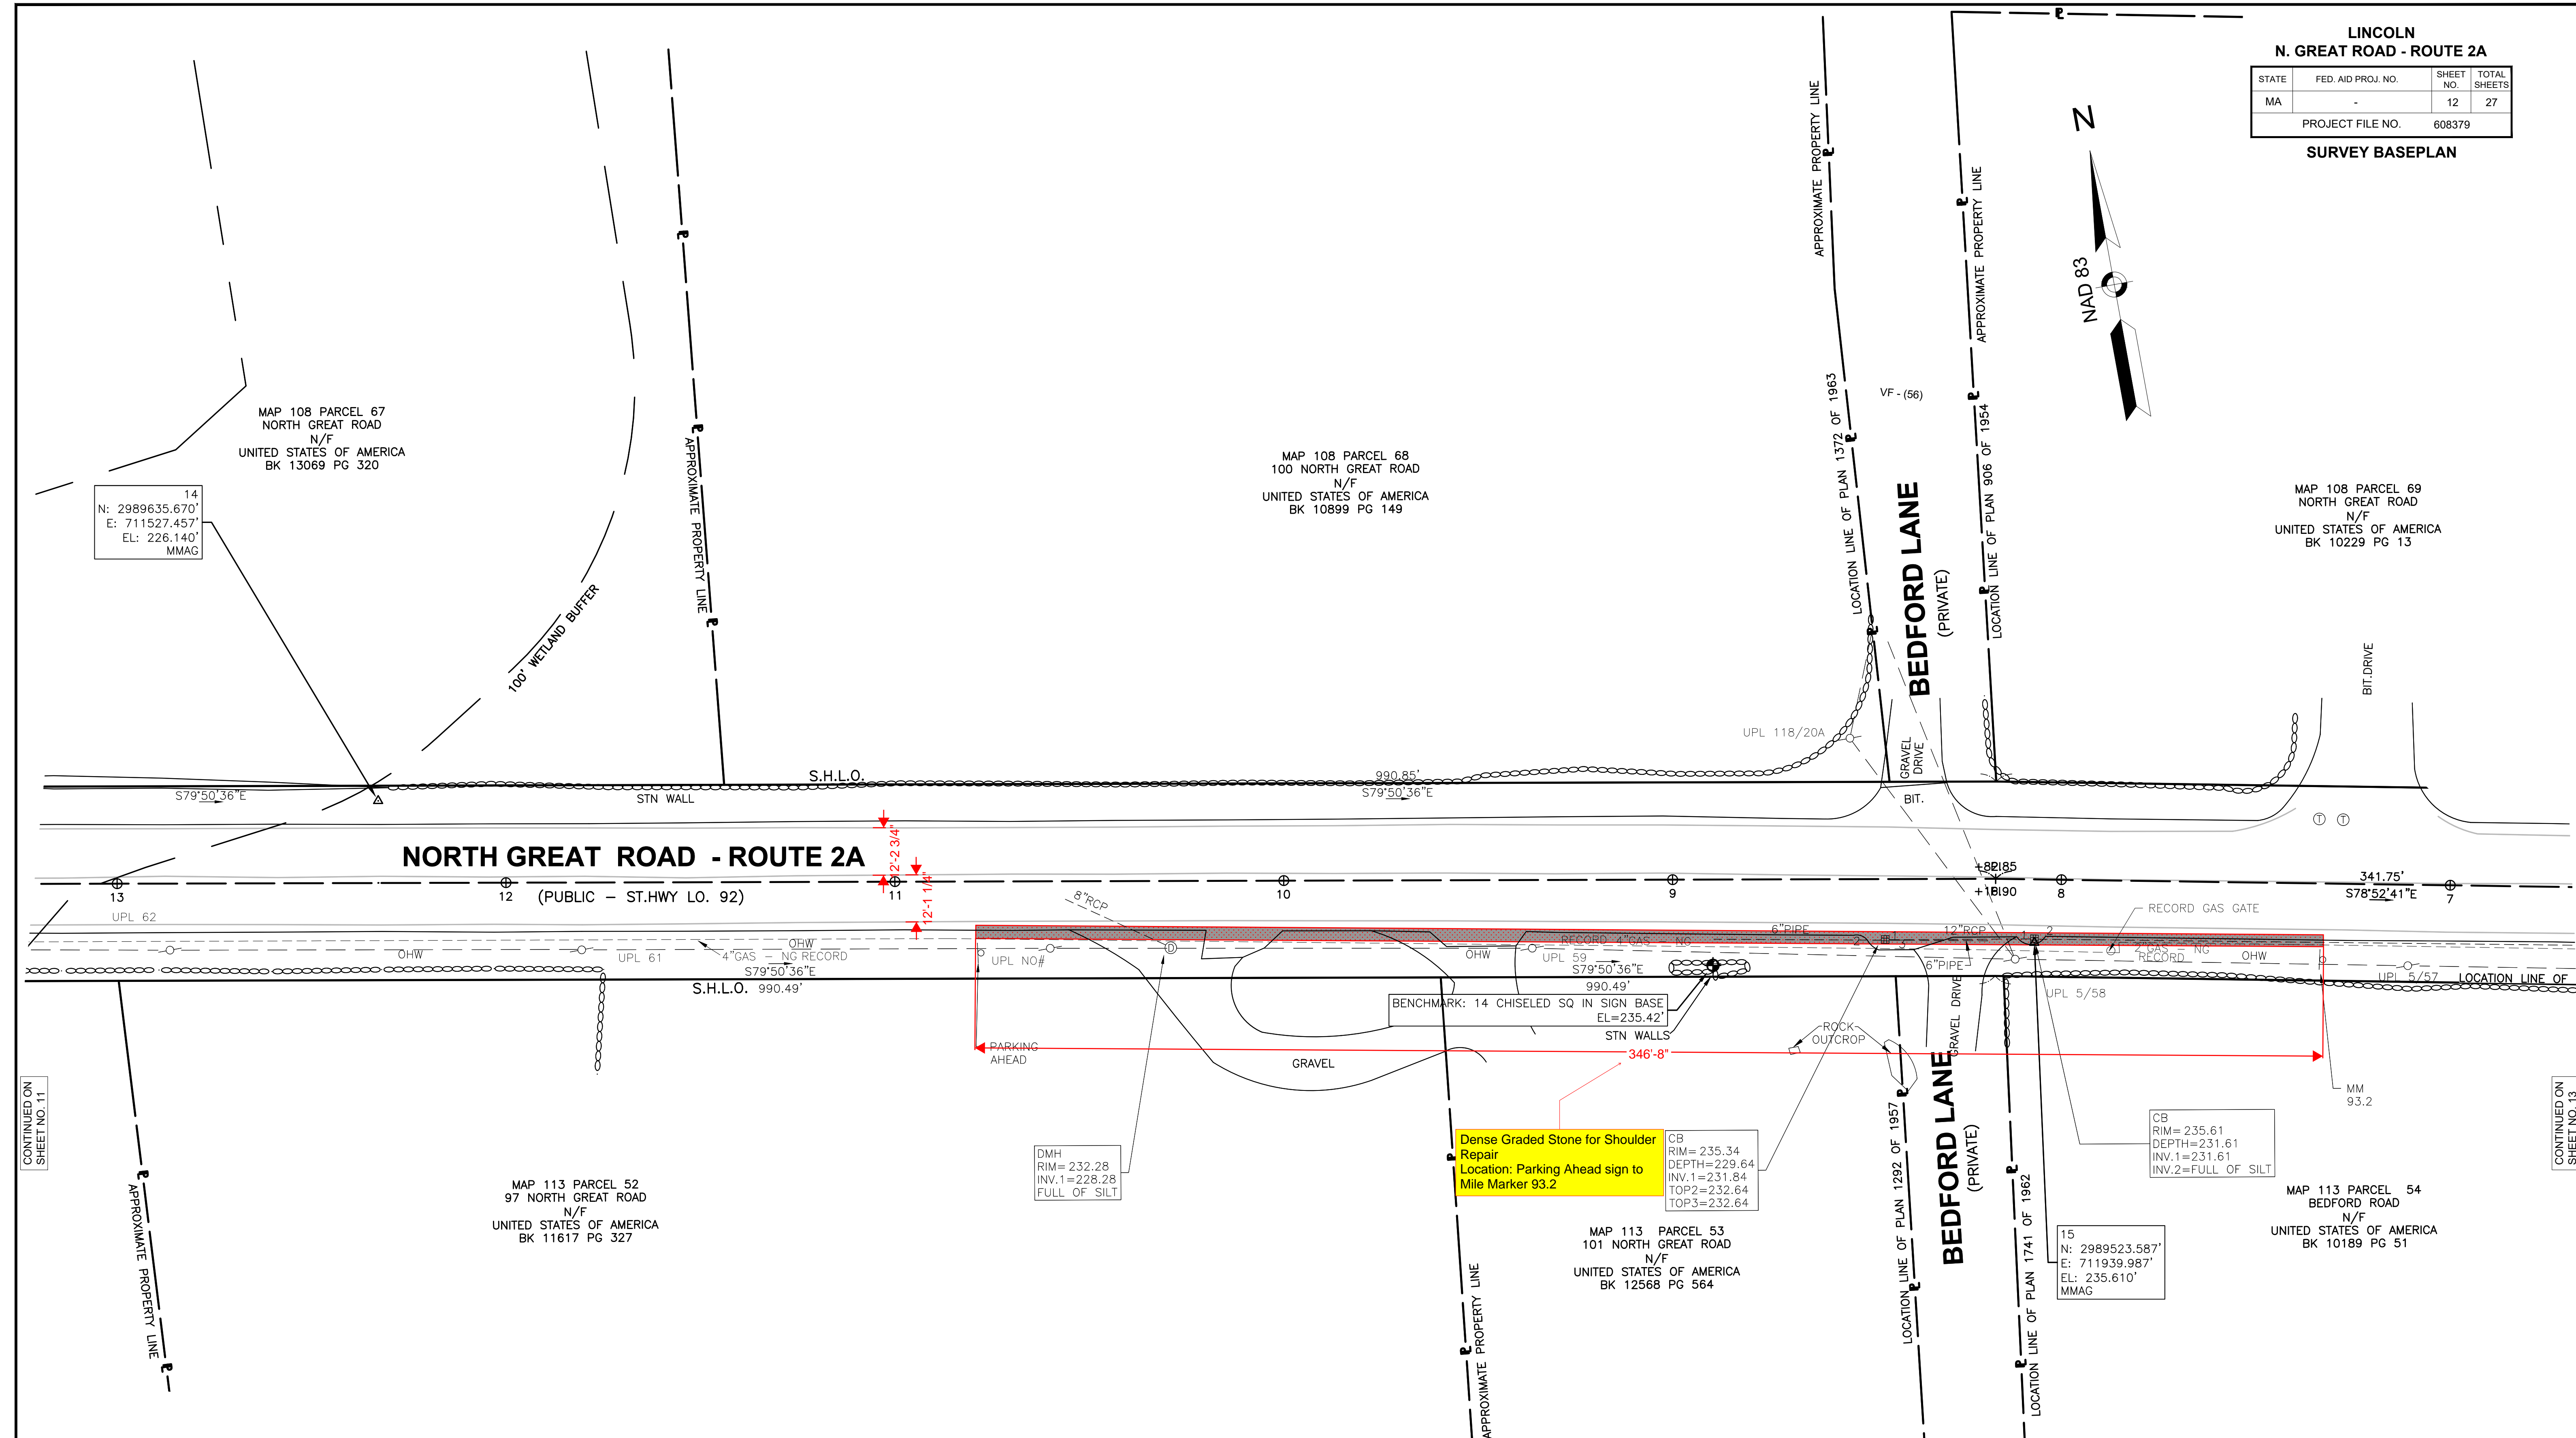 LINCOLN
N. GREAT ROAD - ROUTE 2A
STATE FED. AID PROJ. NO. SHEET NO. TOTAL SHEETS
MA - 12 27
PROJECT FILE NO. 608379
SURVEY BASEPLAN
N
NAD 83
APPROXIMATE PROPERTY LINE
APPROXIMATE PROPERTY LINE
LOCATION LINE OF PLAN 1372 OF 1963
LOCATION LINE OF PLAN 906 OF 1954
VF - (56)
BEDFORD LANE
(PRIVATE)
MAP 108 PARCEL 67
NORTH GREAT ROAD
N/F
UNITED STATES OF AMERICA
BK 13069 PG 320
14
N: 2989635.670'
E: 711527.457'
EL: 226.140'
MMAG
100' WETLAND BUFFER
APPROXIMATE PROPERTY LINE
MAP 108 PARCEL 68
100 NORTH GREAT ROAD
N/F
UNITED STATES OF AMERICA
BK 10899 PG 149
MAP 108 PARCEL 69
NORTH GREAT ROAD
N/F
UNITED STATES OF AMERICA
BK 10229 PG 13
BIT.DRIVE
UPL 118/20A
GRAVEL
DRIVE
BIT.
S.H.L.O.
990.85'
S79°50'36"E
S79°50'36"E
STN WALL
T T
NORTH GREAT ROAD - ROUTE 2A
12'-2 3/4"
12'-1 1/4"
+82.85
341.75'
S78°52'41"E
13 12 11 10 9 8 7
(PUBLIC – ST.HWY LO. 92)
UPL 62
8"RCP
RECORD GAS GATE
6"PIPE
12"RCP
1
2
3
1
2
OHW
OHW
UPL 61
4"GAS – NG RECORD
S79°50'36"E
D
UPL NO#
OHW
UPL 59
RECORD 4"GAS – NG
S79°50'36"E
6"PIPE
2"GAS – NG
RECORD
OHW
UPL 5/57
LOCATION LINE OF
UPL 5/58
S.H.L.O. 990.49'
990.49'
BENCHMARK: 14 CHISELED SQ IN SIGN BASE
EL=235.42'
STN WALLS
ROCK
OUTCROP
GRAVEL DRIVE
PARKING
AHEAD
GRAVEL
346'-8"
MM
93.2
CONTINUED ON
SHEET NO. 11
CONTINUED ON
SHEET NO. 13
DMH
RIM= 232.28
INV.1=228.28
FULL OF SILT
Dense Graded Stone for Shoulder
Repair
Location: Parking Ahead sign to
Mile Marker 93.2
CB
RIM= 235.34
DEPTH=229.64
INV.1=231.84
TOP2=232.64
TOP3=232.64
CB
RIM= 235.61
DEPTH=231.61
INV.1=231.61
INV.2=FULL OF SILT
BEDFORD LANE
(PRIVATE)
LOCATION LINE OF PLAN 1292 OF 1957
LOCATION LINE OF PLAN 1741 OF 1962
APPROXIMATE PROPERTY LINE
MAP 113 PARCEL 52
97 NORTH GREAT ROAD
N/F
UNITED STATES OF AMERICA
BK 11617 PG 327
MAP 113 PARCEL 53
101 NORTH GREAT ROAD
N/F
UNITED STATES OF AMERICA
BK 12568 PG 564
APPROXIMATE PROPERTY LINE
MAP 113 PARCEL 54
BEDFORD ROAD
N/F
UNITED STATES OF AMERICA
BK 10189 PG 51
15
N: 2989523.587'
E: 711939.987'
EL: 235.610'
MMAG